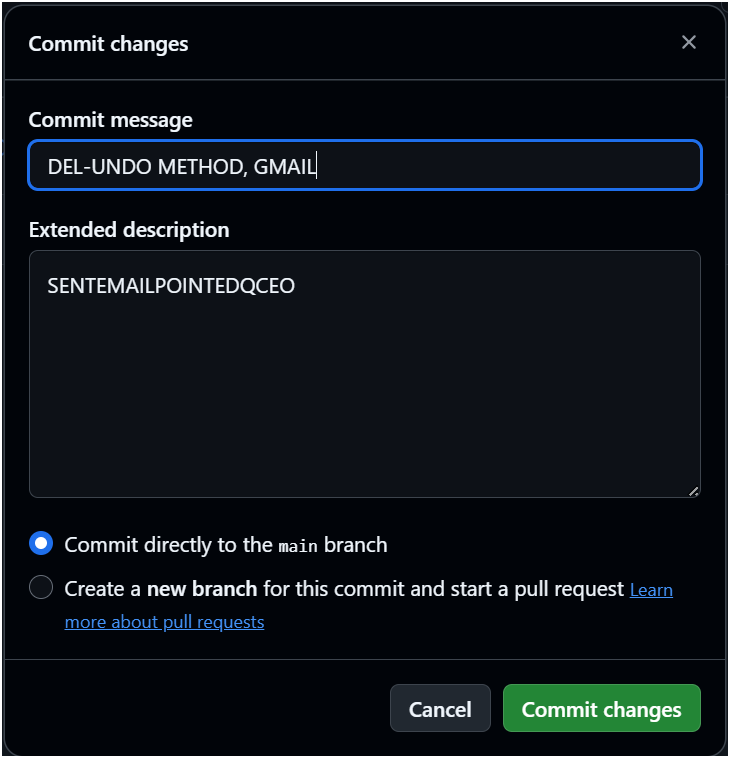 Commit changes
Commit message
DEL-UNDO METHOD, GMAIL
Extended description
SENTEMAILPOINTEDQCEO
Commit directly to the main branch
Create a new branch for this commit and start a pull request Learn
more about pull requests
Cancel
Commit changes